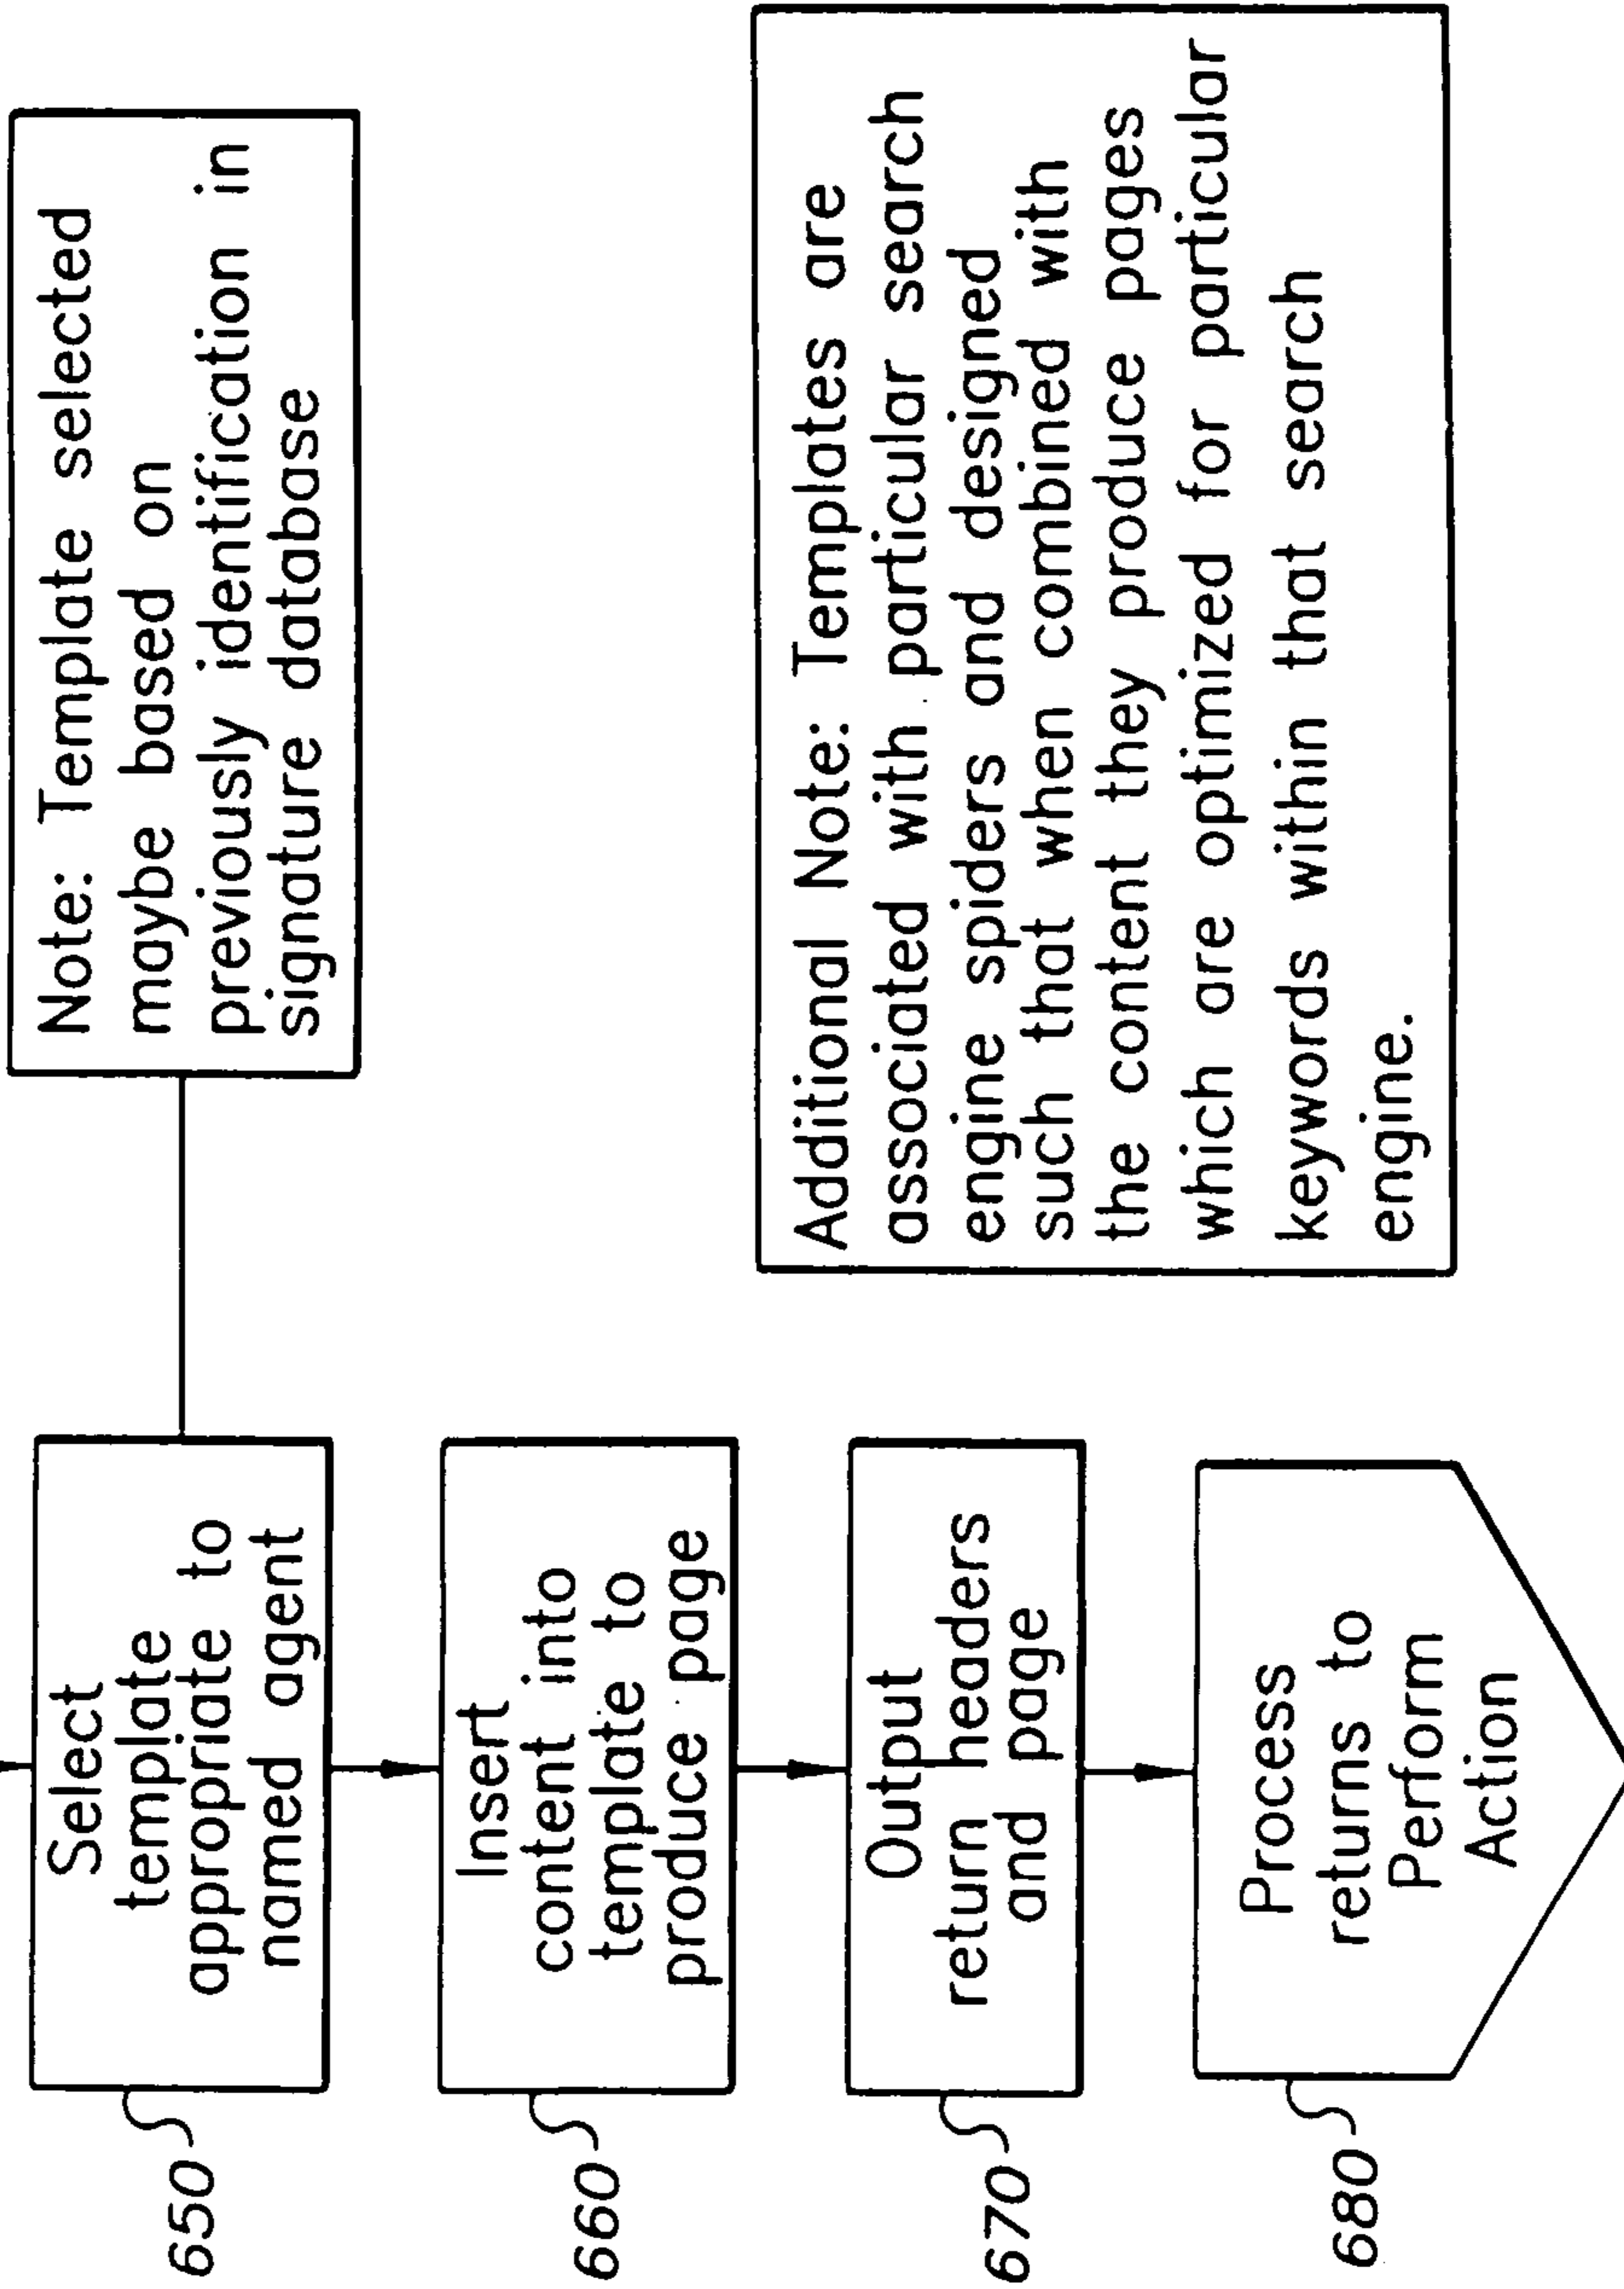 650
Select
template
appropriate to
named agent
Note: Template selected
maybe based on
previously identification in
signature database
660
Insert
content into
template to
produce page
670
Output
return headers
and page
680
Process
returns to
Perform
Action
Additional Note: Templates are
associated with particular search
engine spiders and designed
such that when combined with
the content they produce pages
which are optimized for particular
keywords within that search
engine.